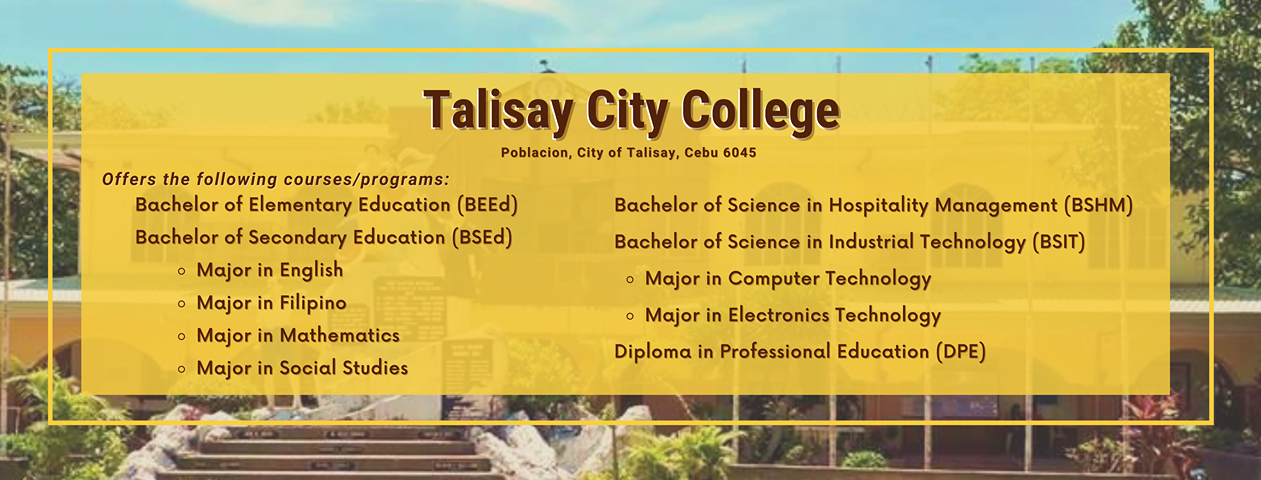 Talisay City College
Poblacion, City of Talisay, Cebu 6045
Offers the following courses/programs:
Bachelor of Elementary Education (BEEd)
Bachelor of Secondary Education (BSEd)
Major in English
Major in Filipino
Major in Mathematics
Major in Social Studies
Bachelor of Science in Hospitality Management (BSHM)
Bachelor of Science in Industrial Technology (BSIT)
Major in Computer Technology
Major in Electronics Technology
Diploma in Professional Education (DPE)